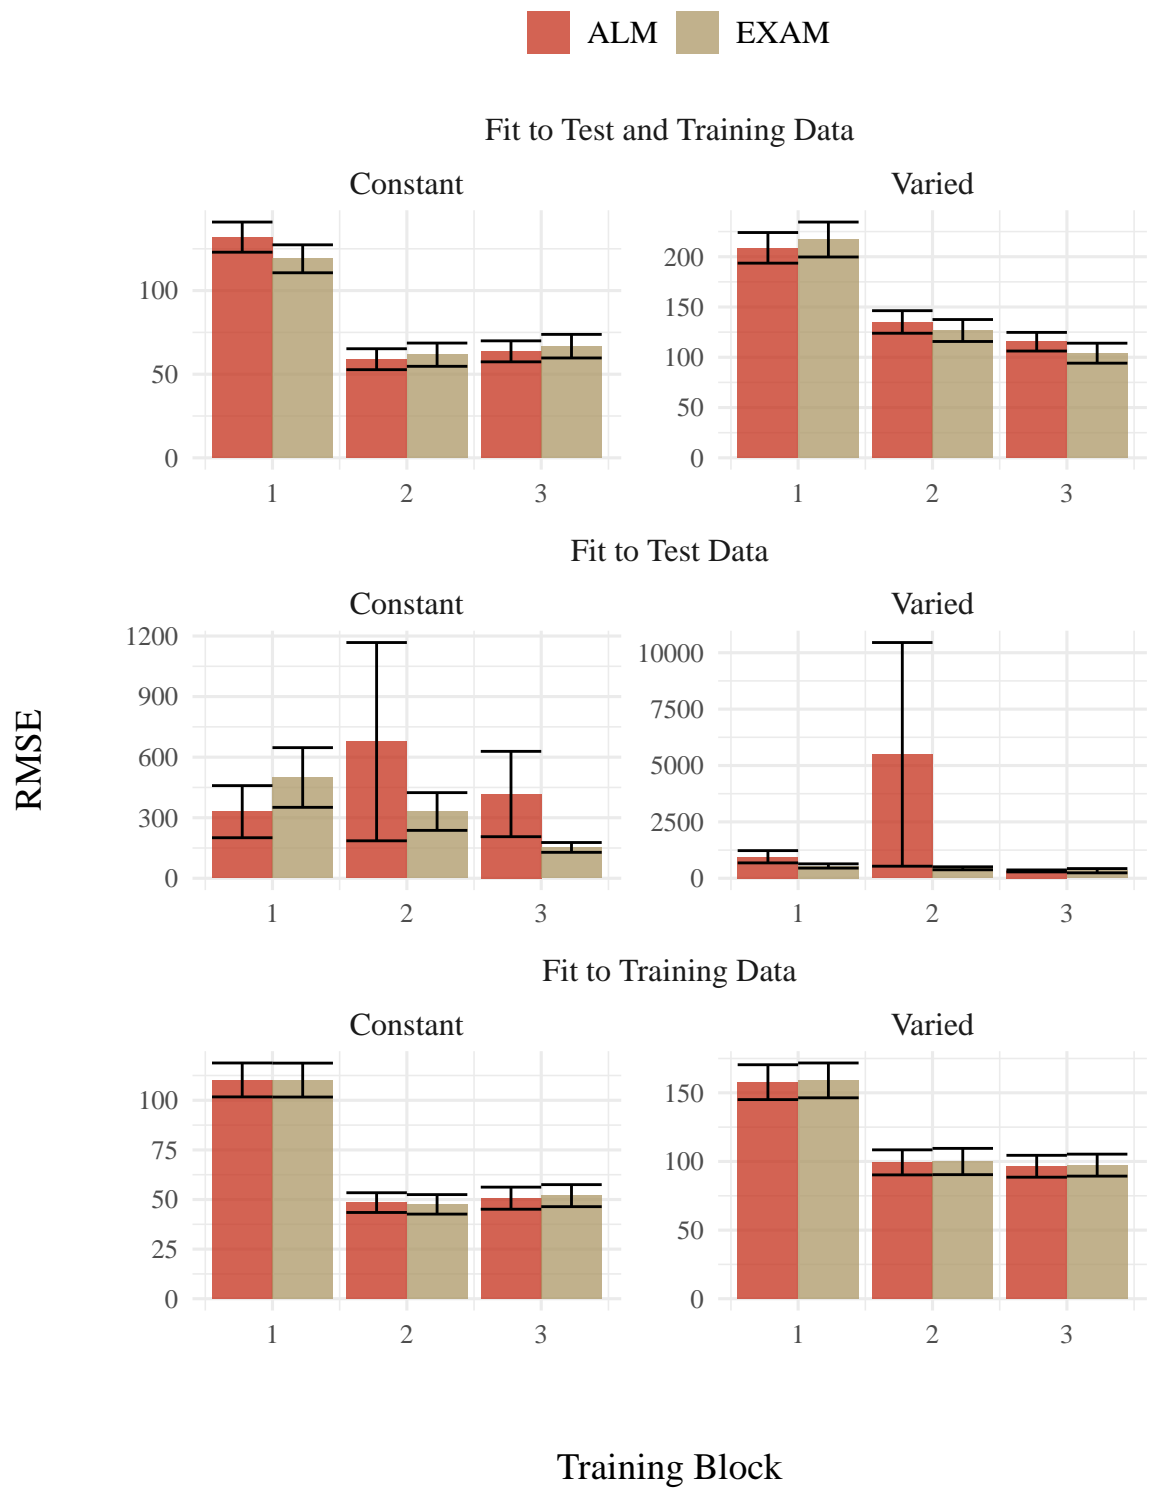 ALM EXAM
Fit to Test and Training Data
Constant Varied
100
50
0
200
150
100
50
0
1 2 3 1 2 3
Fit to Test Data
Constant Varied
1200
900
600
300
0
10000
7500
5000
2500
0
1 2 3 1 2 3
RMSE
Fit to Training Data
Constant Varied
100
75
50
25
0
150
100
50
0
1 2 3 1 2 3
Training Block